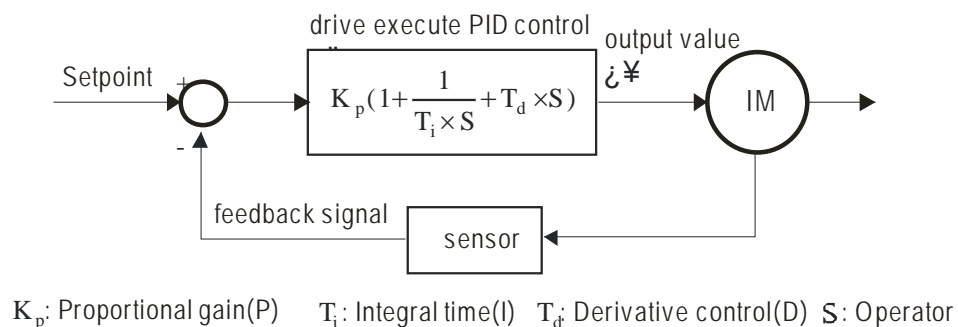 drive execute PID control
output value
¿¥
Setpoint
+
K_p(1+ 1/(T_i × S) + T_d ×S)
IM
-
feedback signal
sensor
K_p: Proportional gain(P) T_i: Integral time(I) T_d: Derivative control(D) S: Operator